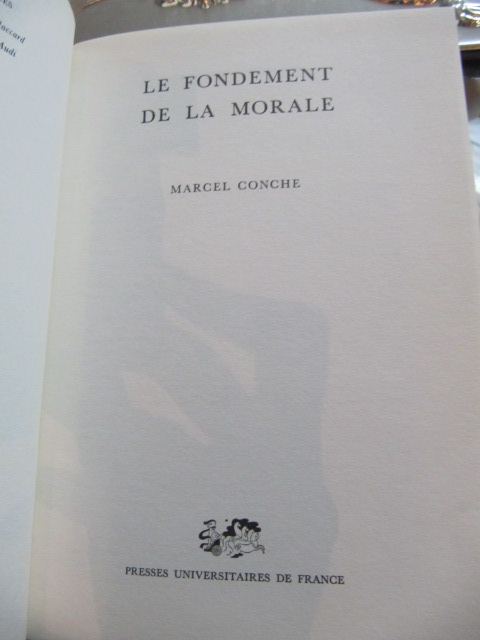 LE FONDEMENT
DE LA MORALE
MARCEL CONCHE
PRESSES UNIVERSITAIRES DE FRANCE